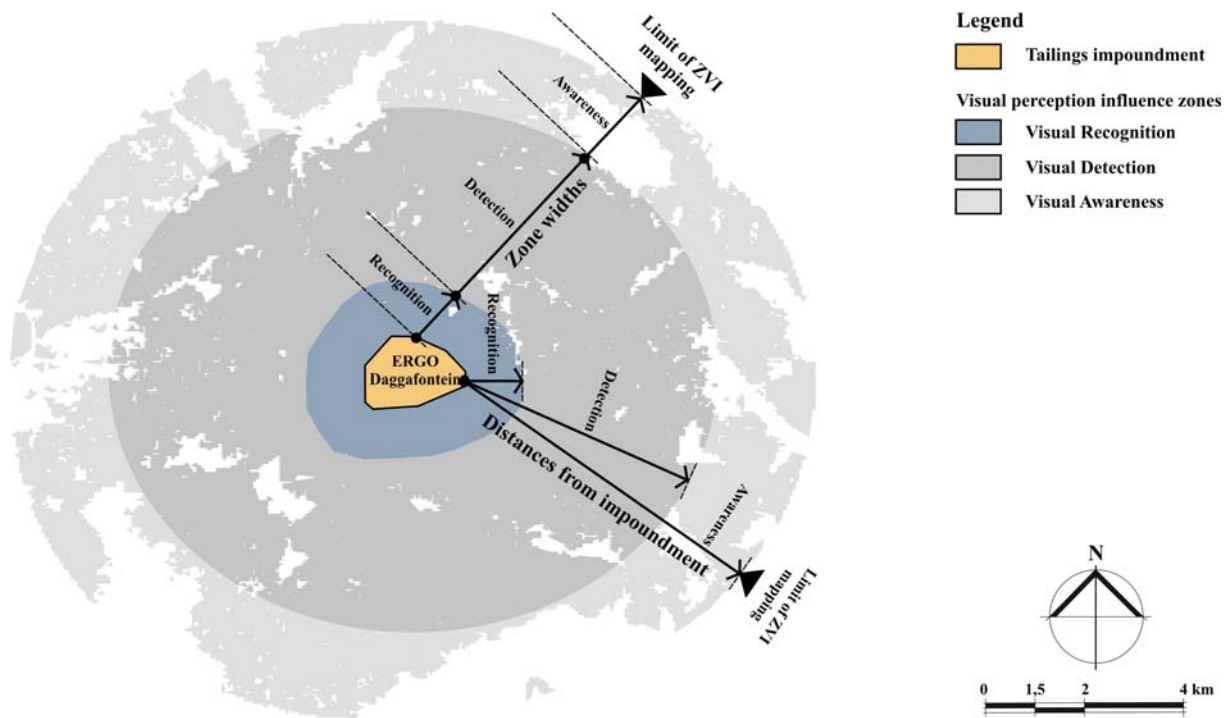 Limit of ZVI
mapping
Awareness
Detection
Zone widths
Recognition
Recognition
ERGO
Daggafontein
Detection
Distances from impoundment
Awareness
Limit of ZVI
mapping
Legend
Tailings impoundment
Visual perception influence zones
Visual Recognition
Visual Detection
Visual Awareness
N
0 1,5 2 4 km